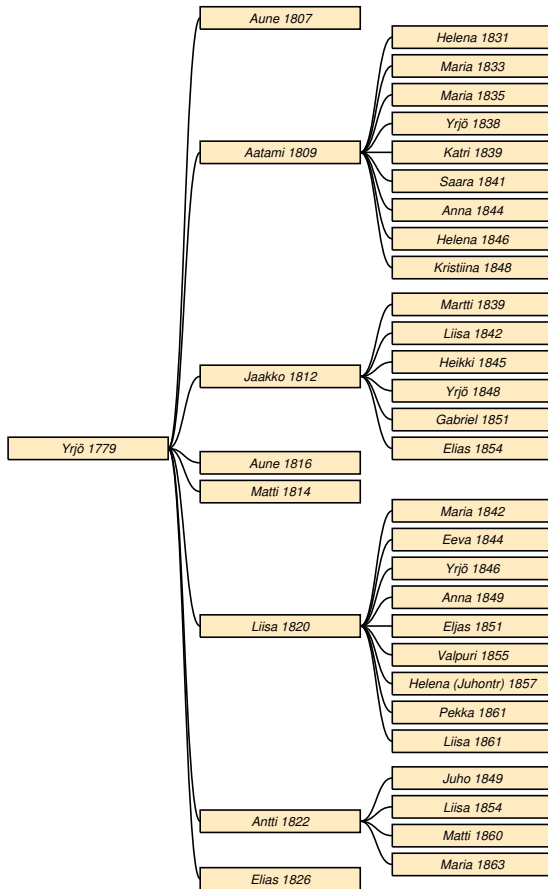 Yrjö 1779
Aune 1807
Aatami 1809
Helena 1831
Maria 1833
Maria 1835
Yrjö 1838
Katri 1839
Saara 1841
Anna 1844
Helena 1846
Kristiina 1848
Jaakko 1812
Martti 1839
Liisa 1842
Heikki 1845
Yrjö 1848
Gabriel 1851
Elias 1854
Aune 1816
Matti 1814
Liisa 1820
Maria 1842
Eeva 1844
Yrjö 1846
Anna 1849
Eljas 1851
Valpuri 1855
Helena (Juhontr) 1857
Pekka 1861
Liisa 1861
Antti 1822
Juho 1849
Liisa 1854
Matti 1860
Maria 1863
Elias 1826